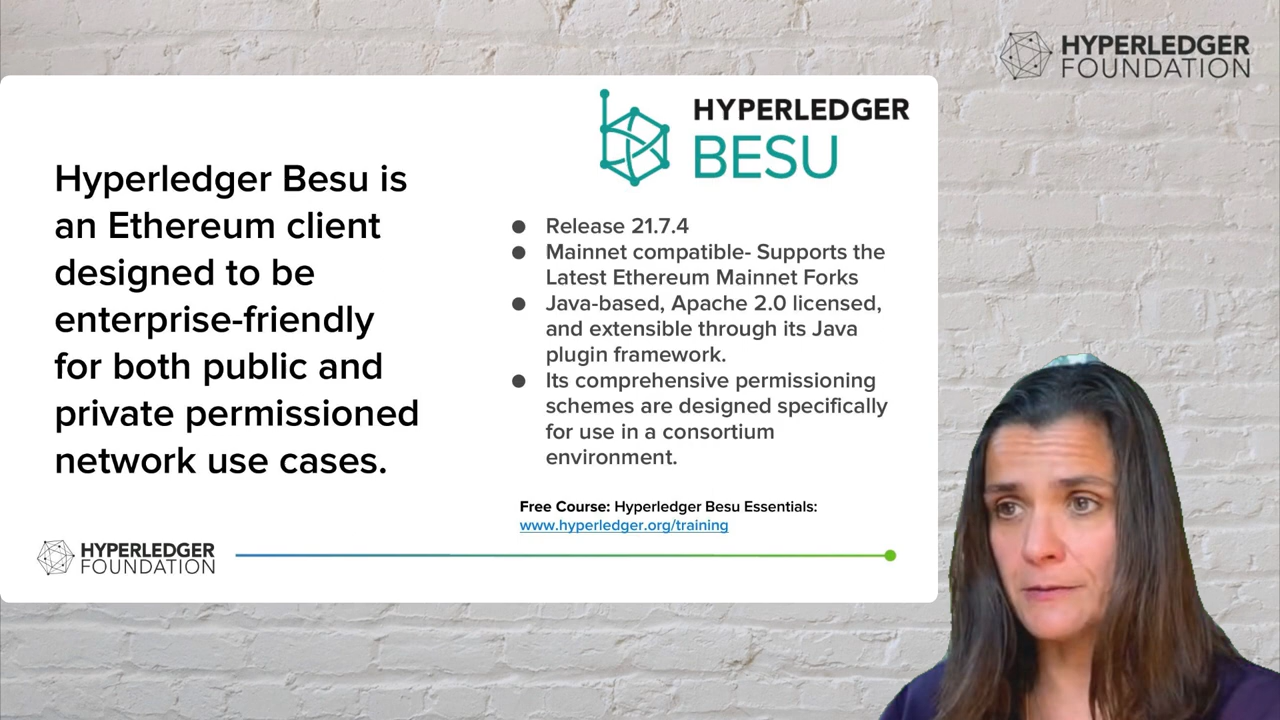 HYPERLEDGER
FOUNDATION
HYPERLEDGER
BESU
Hyperledger Besu is
an Ethereum client
designed to be
enterprise-friendly
for both public and
private permissioned
network use cases.
● Release 21.7.4
● Mainnet compatible- Supports the
Latest Ethereum Mainnet Forks
● Java-based, Apache 2.0 licensed,
and extensible through its Java
plugin framework.
● Its comprehensive permissioning
schemes are designed specifically
for use in a consortium
environment.
Free Course: Hyperledger Besu Essentials:
www.hyperledger.org/training
HYPERLEDGER
FOUNDATION